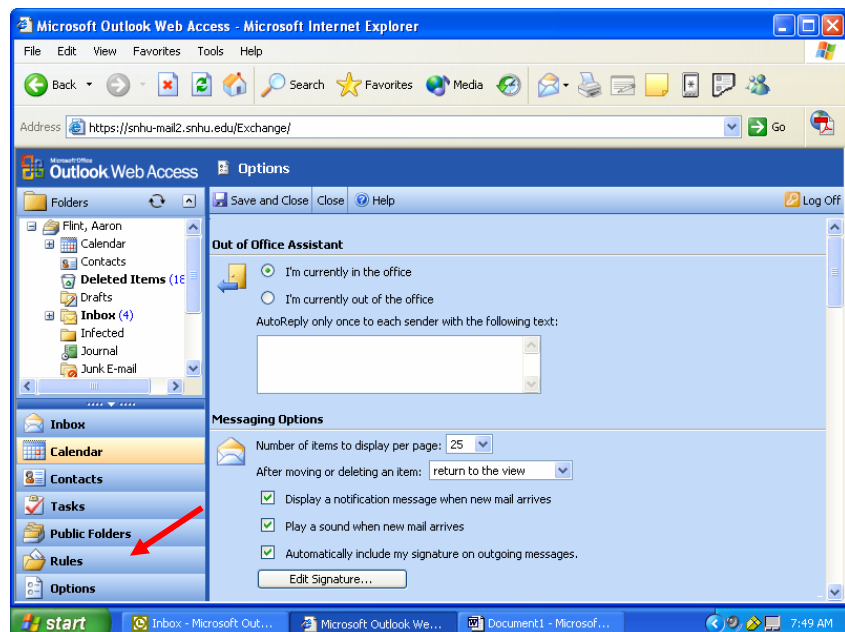 Microsoft Outlook Web Access - Microsoft Internet Explorer
File Edit View Favorites Tools Help
Back Search Favorites Media
Address https://snhu-mail2.snhu.edu/Exchange/ Go
Microsoft Office
Outlook Web Access Options
Folders Save and Close Close Help Log Off
Flint, Aaron
Calendar
Contacts
Deleted Items (18
Drafts
Inbox (4)
Infected
Journal
Junk E-mail
Inbox
Calendar
Contacts
Tasks
Public Folders
Rules
Options
Out of Office Assistant
I'm currently in the office
I'm currently out of the office
AutoReply only once to each sender with the following text:
Messaging Options
Number of items to display per page: 25
After moving or deleting an item: return to the view
Display a notification message when new mail arrives
Play a sound when new mail arrives
Automatically include my signature on outgoing messages.
Edit Signature...
start Inbox - Microsoft Out... Microsoft Outlook We... Document1 - Microsof... 7:49 AM